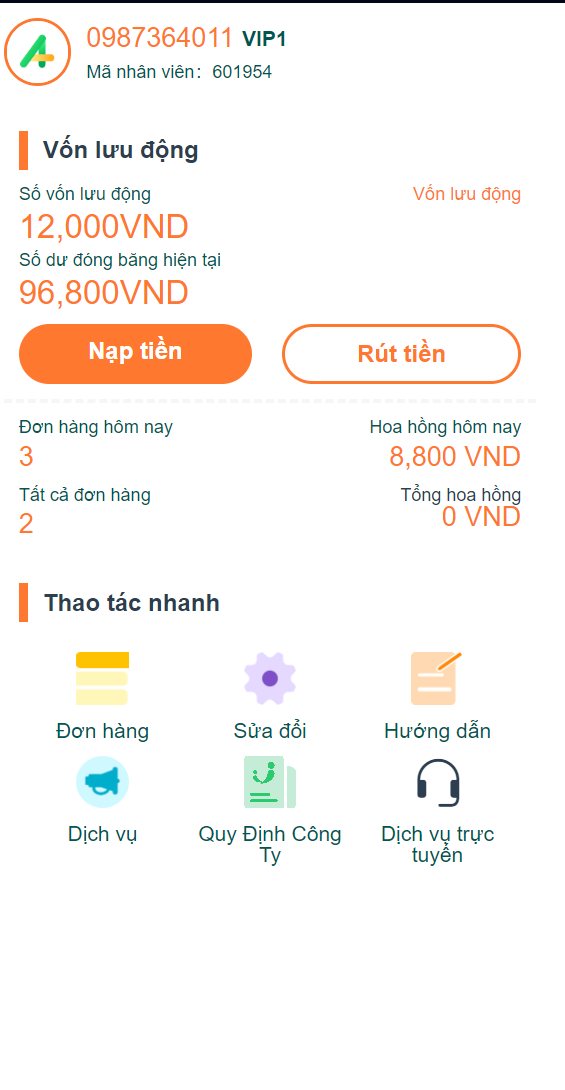 0987364011 VIP1
Mã nhân viên：601954
Vốn lưu động
Số vốn lưu động Vốn lưu động
12,000VND
Số dư đóng băng hiện tại
96,800VND
Nạp tiền Rút tiền
Đơn hàng hôm nay Hoa hồng hôm nay
3 8,800 VND
Tất cả đơn hàng Tổng hoa hồng
2 0 VND
Thao tác nhanh
Đơn hàng Sửa đổi Hướng dẫn
Dịch vụ Quy Định Công Dịch vụ trực
Ty tuyển